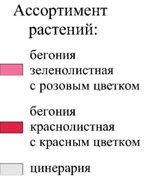 Ассортимент
растений:
бегония
зеленолистная
с розовым цветком
бегония
краснолистная
с красным цветком
цинерария